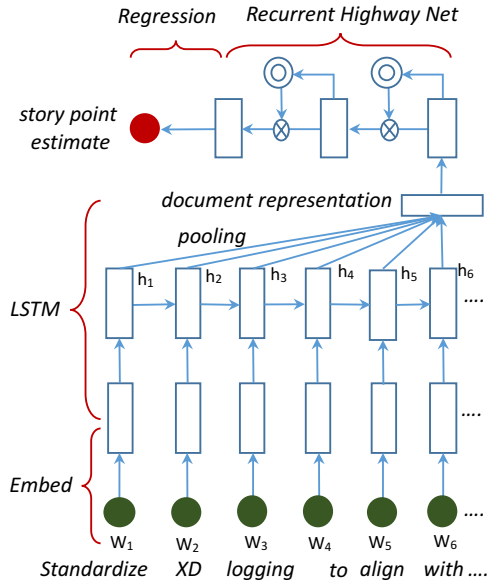 Regression Recurrent Highway Net
story point
estimate
document representation
pooling
h1 h2 h3 h4 h5 h6
LSTM
....
....
Embed
....
W1 W2 W3 W4 W5 W6
Standardize XD logging to align with ....